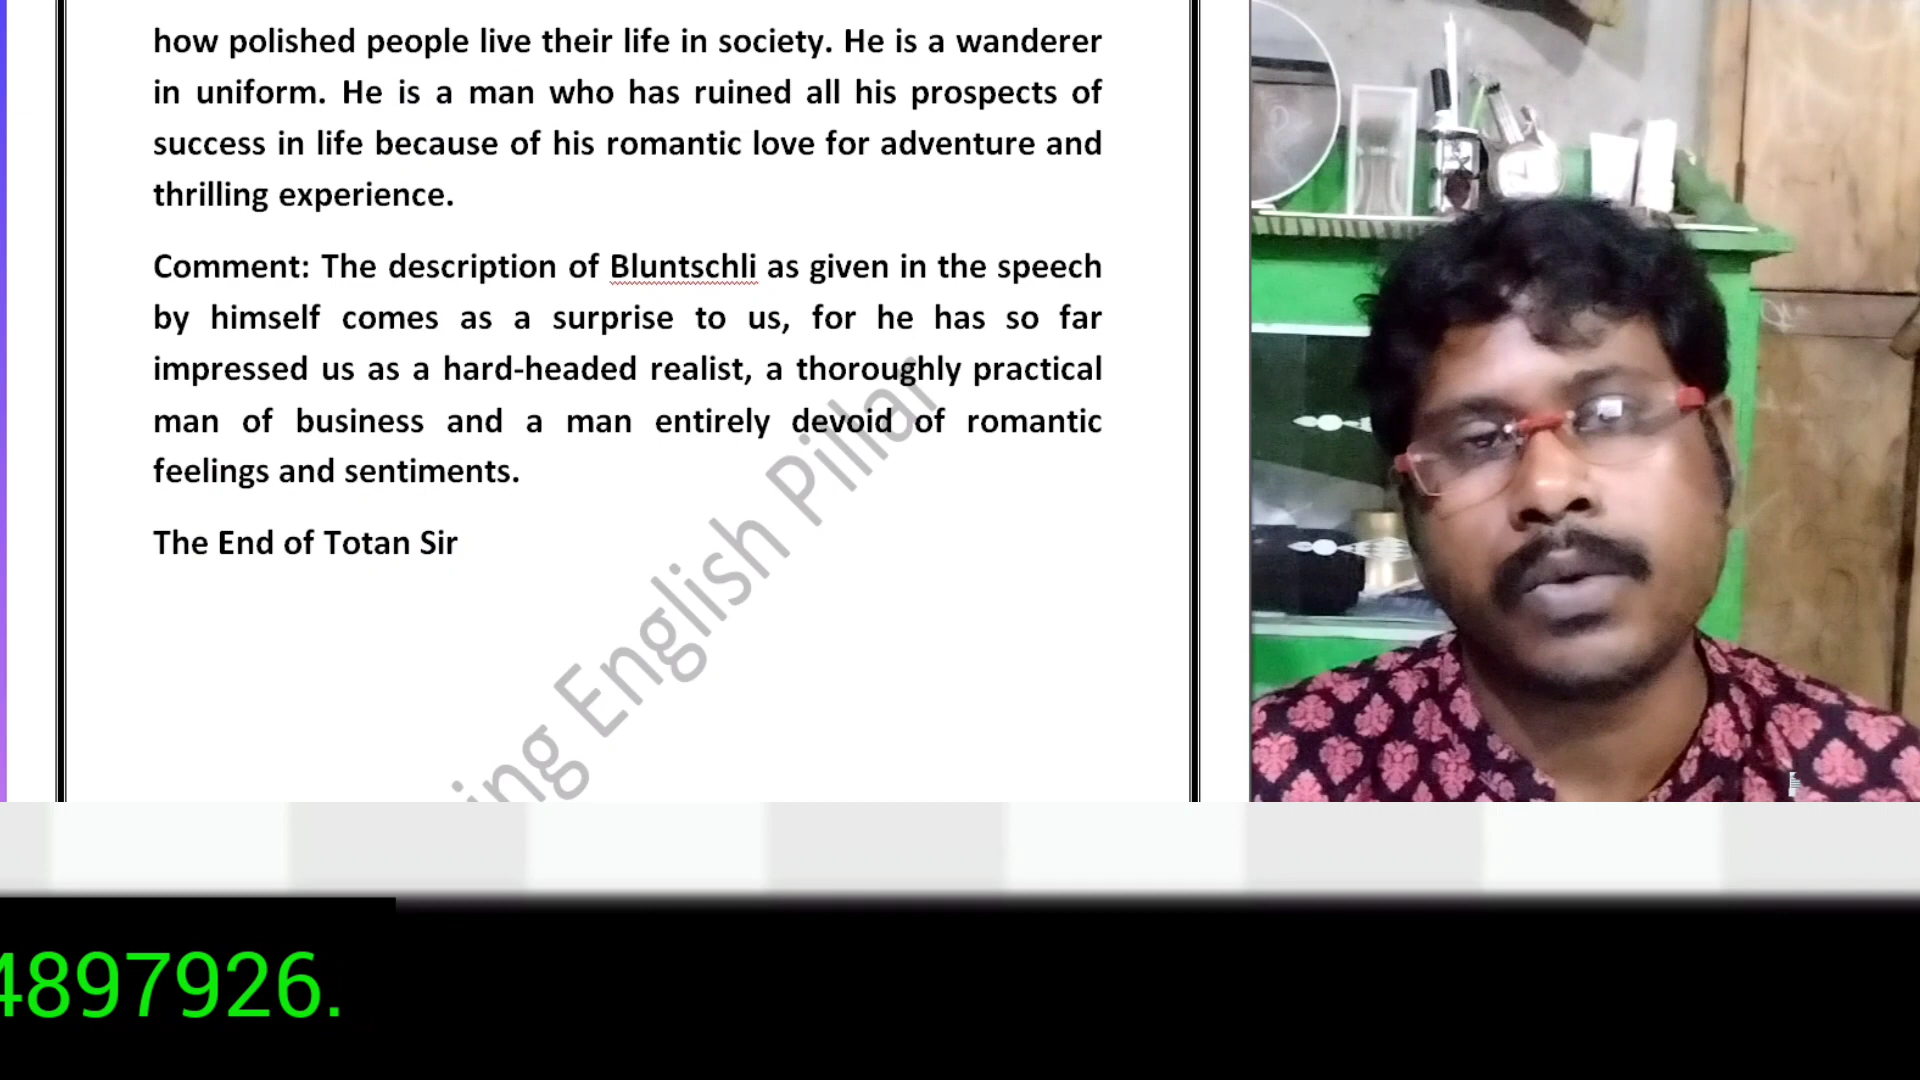 how polished people live their life in society. He is a wanderer
in uniform. He is a man who has ruined all his prospects of
success in life because of his romantic love for adventure and
thrilling experience.
Comment: The description of Bluntschli as given in the speech
by himself comes as a surprise to us, for he has so far
impressed us as a hard-headed realist, a thoroughly practical
man of business and a man entirely devoid of romantic
feelings and sentiments.
The End of Totan Sir
ing English Pillar
4897926.